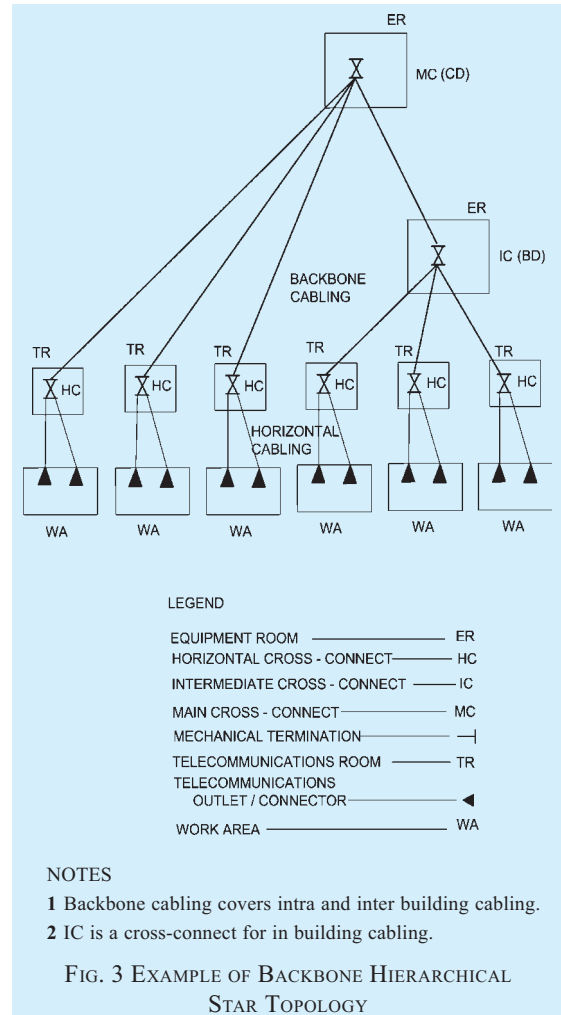 ER
MC (CD)
ER
IC (BD)
BACKBONE
CABLING
TR TR TR TR TR TR
HC HC HC HC HC HC
HORIZONTAL
CABLING
WA WA WA WA WA WA
LEGEND
EQUIPMENT ROOM ER
HORIZONTAL CROSS - CONNECT HC
INTERMEDIATE CROSS - CONNECT IC
MAIN CROSS - CONNECT MC
MECHANICAL TERMINATION
TELECOMMUNICATIONS ROOM TR
TELECOMMUNICATIONS
OUTLET / CONNECTOR
WORK AREA WA
NOTES
1 Backbone cabling covers intra and inter building cabling.
2 IC is a cross-connect for in building cabling.
FIG. 3 EXAMPLE OF BACKBONE HIERARCHICAL
STAR TOPOLOGY